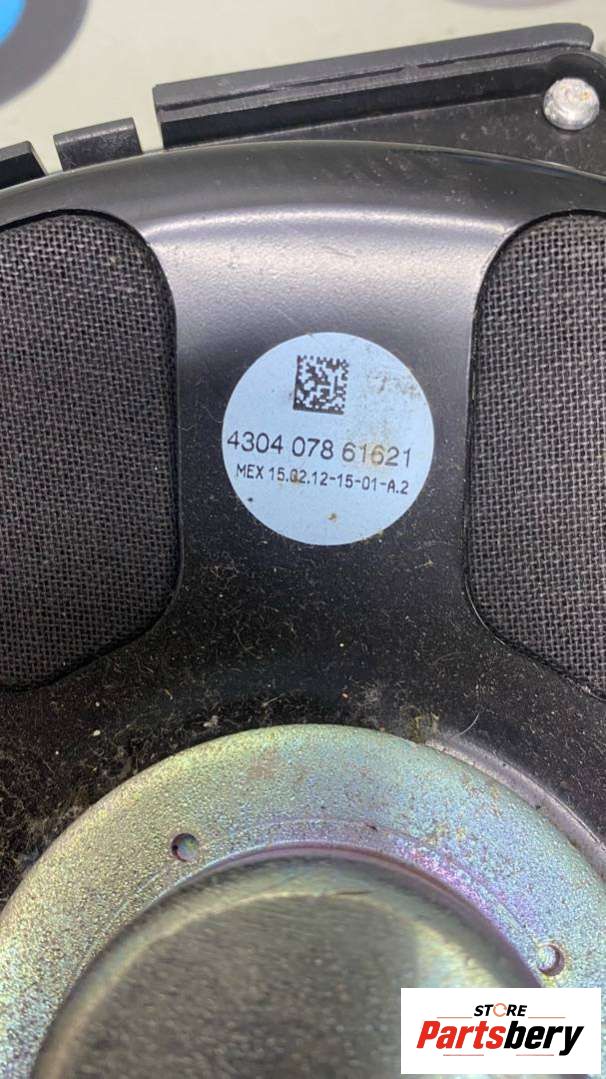 4304 078 61621
MEX 15.02.12-15-01-A.2
STORE
Partsbery